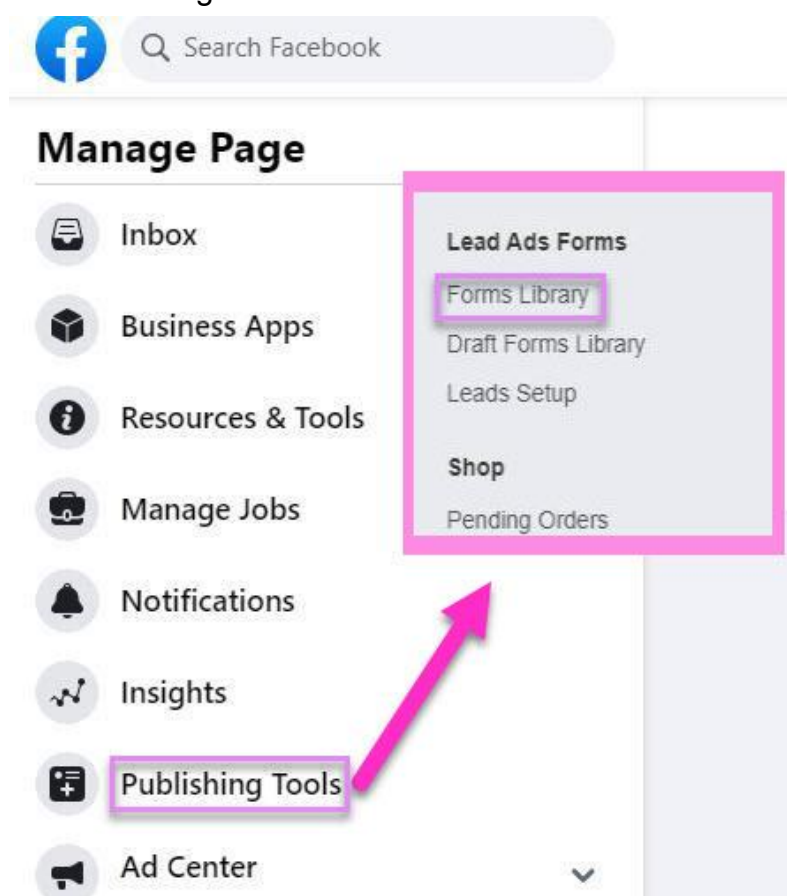 Search Facebook
Manage Page
Inbox
Business Apps
Resources & Tools
Manage Jobs
Notifications
Insights
Publishing Tools
Ad Center
Lead Ads Forms
Forms Library
Draft Forms Library
Leads Setup
Shop
Pending Orders